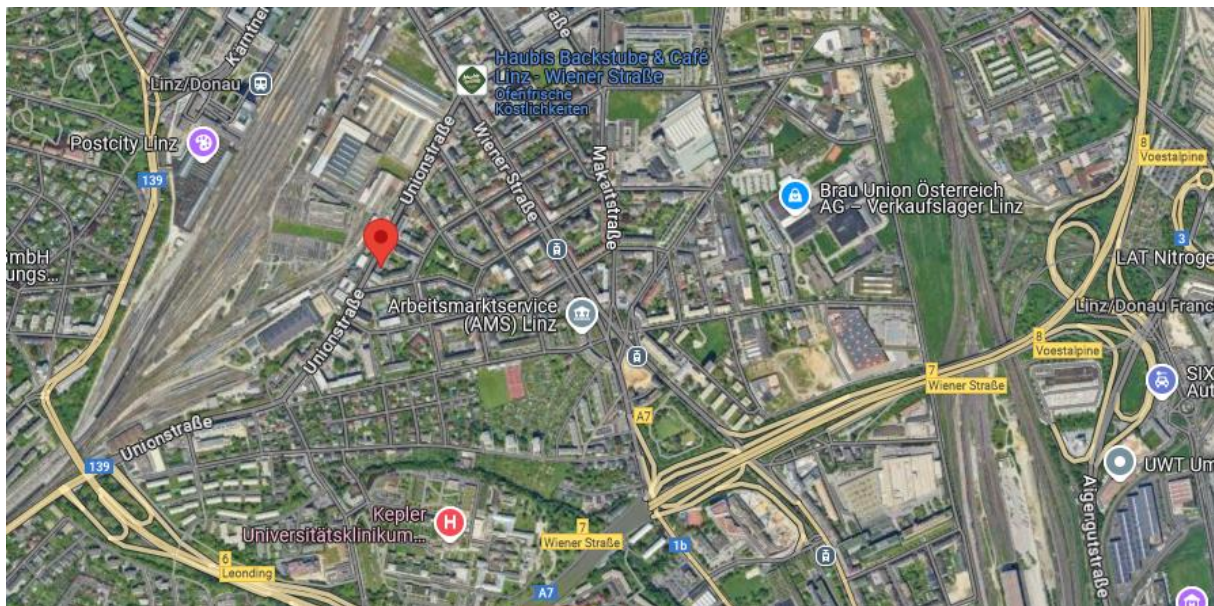 Kärntner
Linz/Donau
Haubis Backstube & Café
Linz - Wiener Straße
Ofenfrische
Köstlichkeiten
Postcity Linz
139
Unionstraße
Wiener Straße
Makartstraße
8
Voestalpine
Brau Union Österreich
AG – Verkaufslager Linz
3
LAT Nitroge
GmbH
ungs...
Unionstraße
Arbeitsmarktservice
(AMS) Linz
Linz/Donau Franc
8
Voestalpine
7
Wiener Straße
SIX
Aut
A7
Unionstraße
139
UWT Um
Aigengutstraße
Kepler
Universitätsklinikum...
H
7
Wiener Straße
1b
6
Leonding
A7